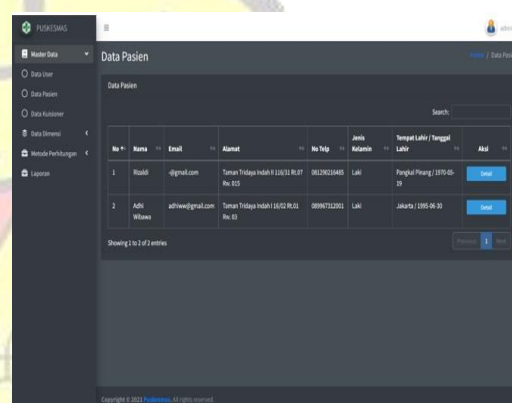 PUSKESMAS
Master Data
Data User
Data Pasien
Data Kuisioner
Data Dimensi
Metode Perhitungan
Laporan
Data Pasien
Home / Data Pasi
Data Pasien
Search:
No Nama Email Alamat No Telp Jenis Kelamin Tempat Lahir / Tanggal Lahir Aksi
1 Rizaldi -@gmail.com Taman Tridaya Indah II 116/31 Rt.07 Rw. 015 081290216485 Laki Pangkal Pinang / 1970-05-19 Detail
2 Adhi Wibawa adhiww@gmail.com Taman Tridaya Indah I 16/02 Rt.01 Rw. 03 089967312001 Laki Jakarta / 1995-06-30 Detail
Showing 1 to 2 of 2 entries
Previous 1 Next
Copyright © 2021 Puskesmas. All rights reserved.